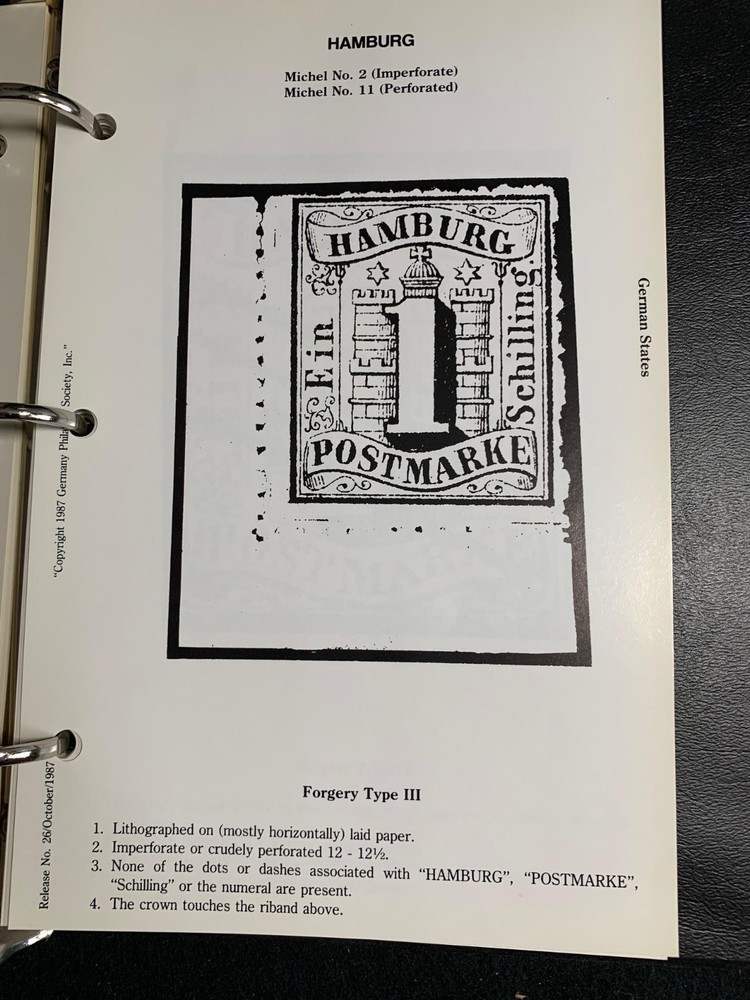 HAMBURG
Michel No. 2 (Imperforate)
Michel No. 11 (Perforated)
HAMBURG
Ein
1
Schilling.
POSTMARKE
German States
"Copyright 1987 Germany Society, Inc."
Release No. 26/October/1987
Forgery Type III
1. Lithographed on (mostly horizontally) laid paper.
2. Imperforate or crudely perforated 12 - 12½.
3. None of the dots or dashes associated with "HAMBURG", "POSTMARKE",
"Schilling" or the numeral are present.
4. The crown touches the riband above.